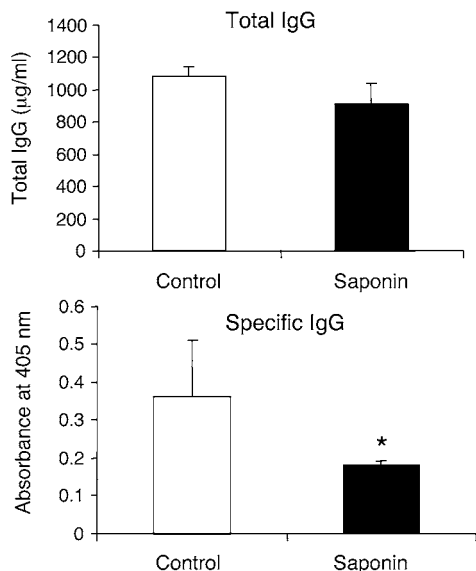 Total IgG
1400
1200
1000
800
600
400
200
0
Total IgG (µg/ml)
Control
Saponin
Specific IgG
0.6
0.5
0.4
0.3
0.2
0.1
0
Absorbance at 405 nm
*
Control
Saponin